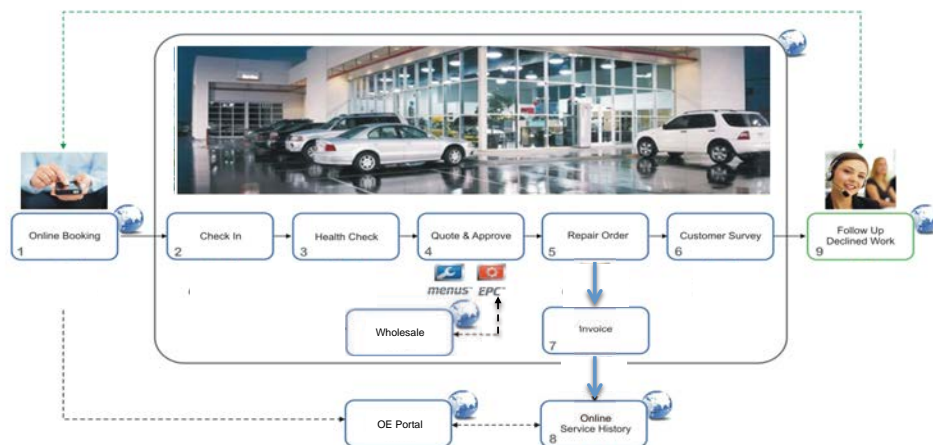 Online Booking
1
Check In
2
Health Check
3
Quote & Approve
4
Repair Order
5
Customer Survey
6
Follow Up
Declined Work
9
menus
EPC
Wholesale
Invoice
7
OE Portal
Online
Service History
8